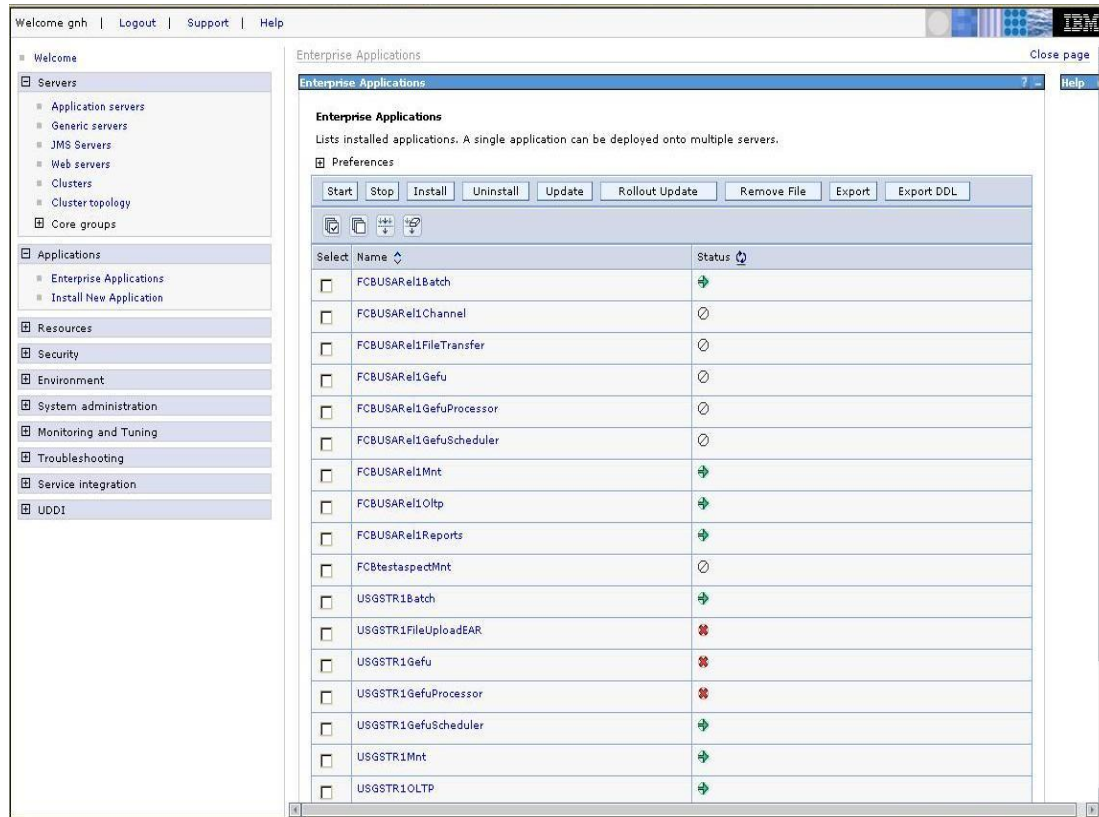 Welcome gnh | Logout | Support | Help
IBM
Welcome
Servers
Application servers
Generic servers
JMS Servers
Web servers
Clusters
Cluster topology
Core groups
Applications
Enterprise Applications
Install New Application
Resources
Security
Environment
System administration
Monitoring and Tuning
Troubleshooting
Service integration
UDDI
Enterprise Applications
Close page
Enterprise Applications
? -
Help
Enterprise Applications
Lists installed applications. A single application can be deployed onto multiple servers.
Preferences
Start Stop Install Uninstall Update Rollout Update Remove File Export Export DDL
Select Name Status
FCBUSARel1Batch
FCBUSARel1Channel
FCBUSARel1FileTransfer
FCBUSARel1Gefu
FCBUSARel1GefuProcessor
FCBUSARel1GefuScheduler
FCBUSARel1Mnt
FCBUSARel1Oltp
FCBUSARel1Reports
FCBtestaspectMnt
USGSTR1Batch
USGSTR1FileUploadEAR
USGSTR1Gefu
USGSTR1GefuProcessor
USGSTR1GefuScheduler
USGSTR1Mnt
USGSTR1OLTP